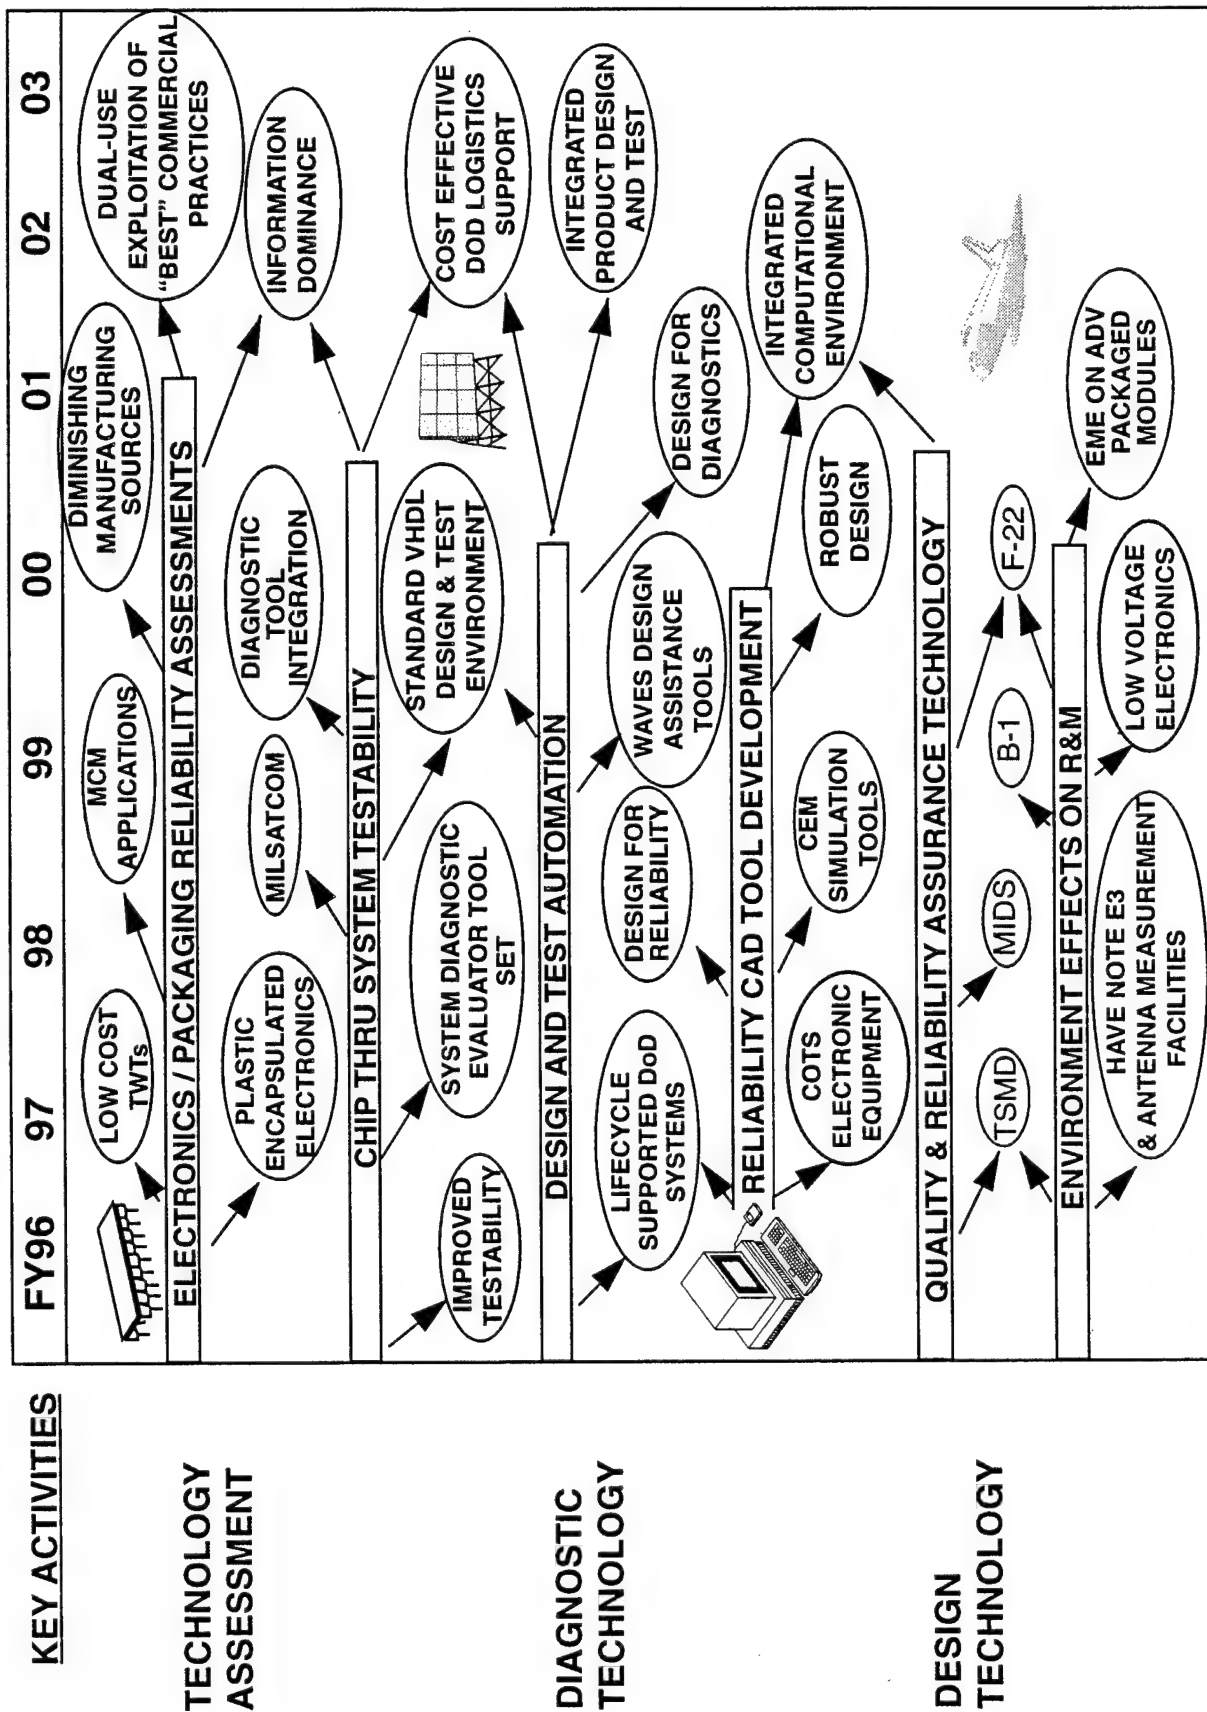 KEY ACTIVITIES
FY96
97
98
99
00
01
02
03
TECHNOLOGY
ASSESSMENT
LOW COST
TWTs
MCM
APPLICATIONS
DIMINISHING
MANUFACTURING
SOURCES
DUAL-USE
EXPLOITATION OF
“BEST” COMMERCIAL
PRACTICES
ELECTRONICS / PACKAGING RELIABILITY ASSESSMENTS
PLASTIC
ENCAPSULATED
ELECTRONICS
MILSATCOM
DIAGNOSTIC
TOOL
INTEGRATION
INFORMATION
DOMINANCE
CHIP THRU SYSTEM TESTABILITY
IMPROVED
TESTABILITY
SYSTEM DIAGNOSTIC
EVALUATOR TOOL
SET
STANDARD VHDL
DESIGN & TEST
ENVIRONMENT
COST EFFECTIVE
DOD LOGISTICS
SUPPORT
DIAGNOSTIC
TECHNOLOGY
DESIGN AND TEST AUTOMATION
INTEGRATED
PRODUCT DESIGN
AND TEST
LIFECYCLE
SUPPORTED DoD
SYSTEMS
DESIGN FOR
RELIABILITY
WAVES DESIGN
ASSISTANCE
TOOLS
DESIGN FOR
DIAGNOSTICS
RELIABILITY CAD TOOL DEVELOPMENT
COTS
ELECTRONIC
EQUIPMENT
CEM
SIMULATION
TOOLS
ROBUST
DESIGN
INTEGRATED
COMPUTATIONAL
ENVIRONMENT
DESIGN
TECHNOLOGY
QUALITY & RELIABILITY ASSURANCE TECHNOLOGY
TSMD
MIDS
B-1
F-22
ENVIRONMENT EFFECTS ON R&M
HAVE NOTE E3
& ANTENNA MEASUREMENT
FACILITIES
LOW VOLTAGE
ELECTRONICS
EME ON ADV
PACKAGED
MODULES